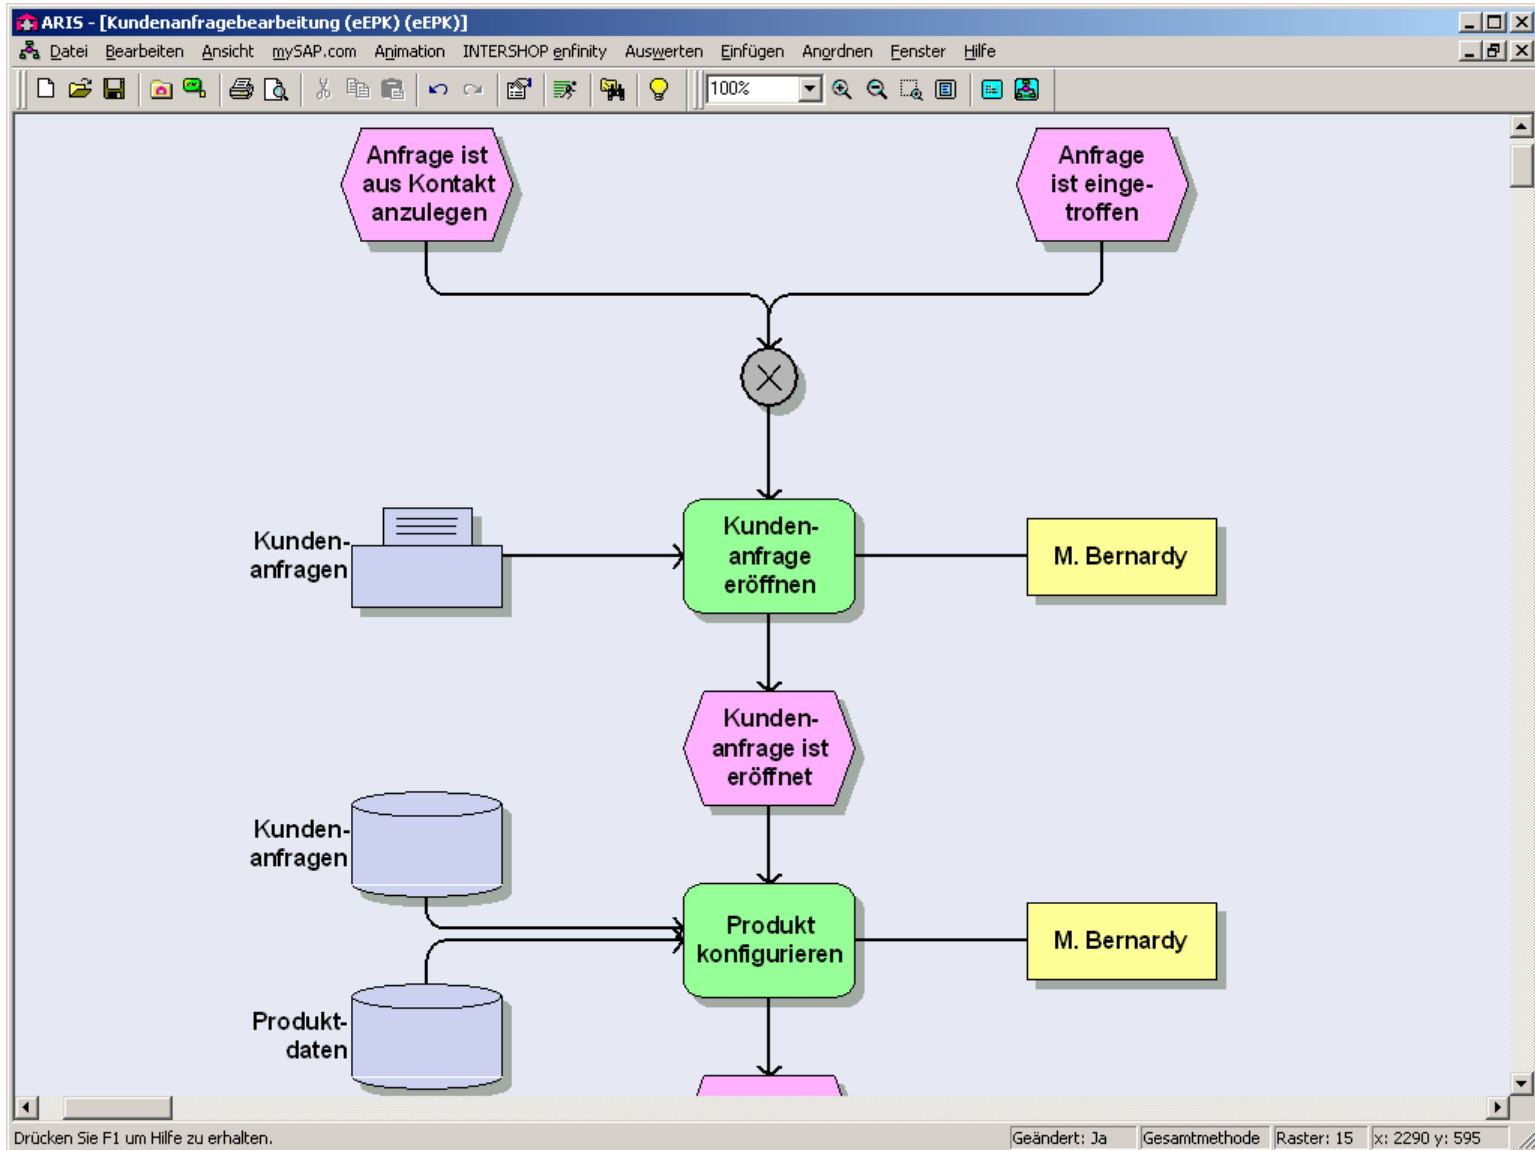 ARIS - [Kundenanfragebearbeitung (eEPK) (eEPK)]
Datei Bearbeiten Ansicht mySAP.com Animation INTERSHOP enfinity Auswerten Einfügen Anordnen Fenster Hilfe
100%
Anfrage ist
aus Kontakt
anzulegen
Anfrage
ist einge-
troffen
Kunden-
anfragen
Kunden-
anfrage
eröffnen
M. Bernardy
Kunden-
anfrage ist
eröffnet
Kunden-
anfragen
Produkt
konfigurieren
M. Bernardy
Produkt-
daten
Drücken Sie F1 um Hilfe zu erhalten.
Geändert: Ja
Gesamtmethode
Raster: 15
x: 2290 y: 595